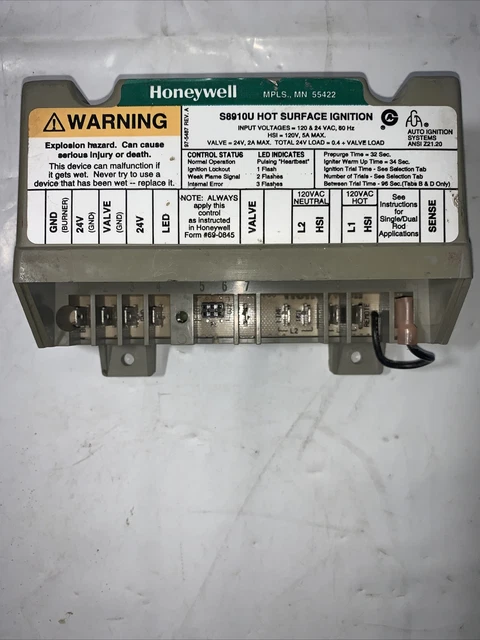 Honeywell
MPLS., MN 55422
WARNING
Explosion hazard. Can cause
serious injury or death.
This device can malfunction if
it gets wet. Never try to use a
device that has been wet -- replace it.
97-5487 REV. A
S8910U HOT SURFACE IGNITION
INPUT VOLTAGES = 120 & 24 VAC, 60 Hz
HSI = 120V, 5A MAX.
VALVE = 24V, 2A MAX. TOTAL 24V LOAD = 0.4 + VALVE LOAD
AUTO IGNITION
SYSTEMS
ANSI Z21.20
CONTROL STATUS LED INDICATES
Normal Operation Pulsing "Heartbeat"
Ignition Lockout 1 Flash
Weak Flame Signal 2 Flashes
Internal Error 3 Flashes
Prepurge Time = 32 Sec.
Igniter Warm Up Time = 34 Sec.
Ignition Trial Time - See Selection Tab
Number of Trials - See Selection Tab
Between Trial Time - 96 Sec.(Tabs B & D Only)
GND
(BURNER)
24V
(GND)
VALVE
(GND)
24V
LED
NOTE: ALWAYS
apply this
control
as instructed
in Honeywell
Form #69-0845
VALVE
120VAC
NEUTRAL
L2
HSI
120VAC
HOT
L1
HSI
See
Instructions
for
Single/Dual
Rod
Applications
SENSE
5 6 7
L2